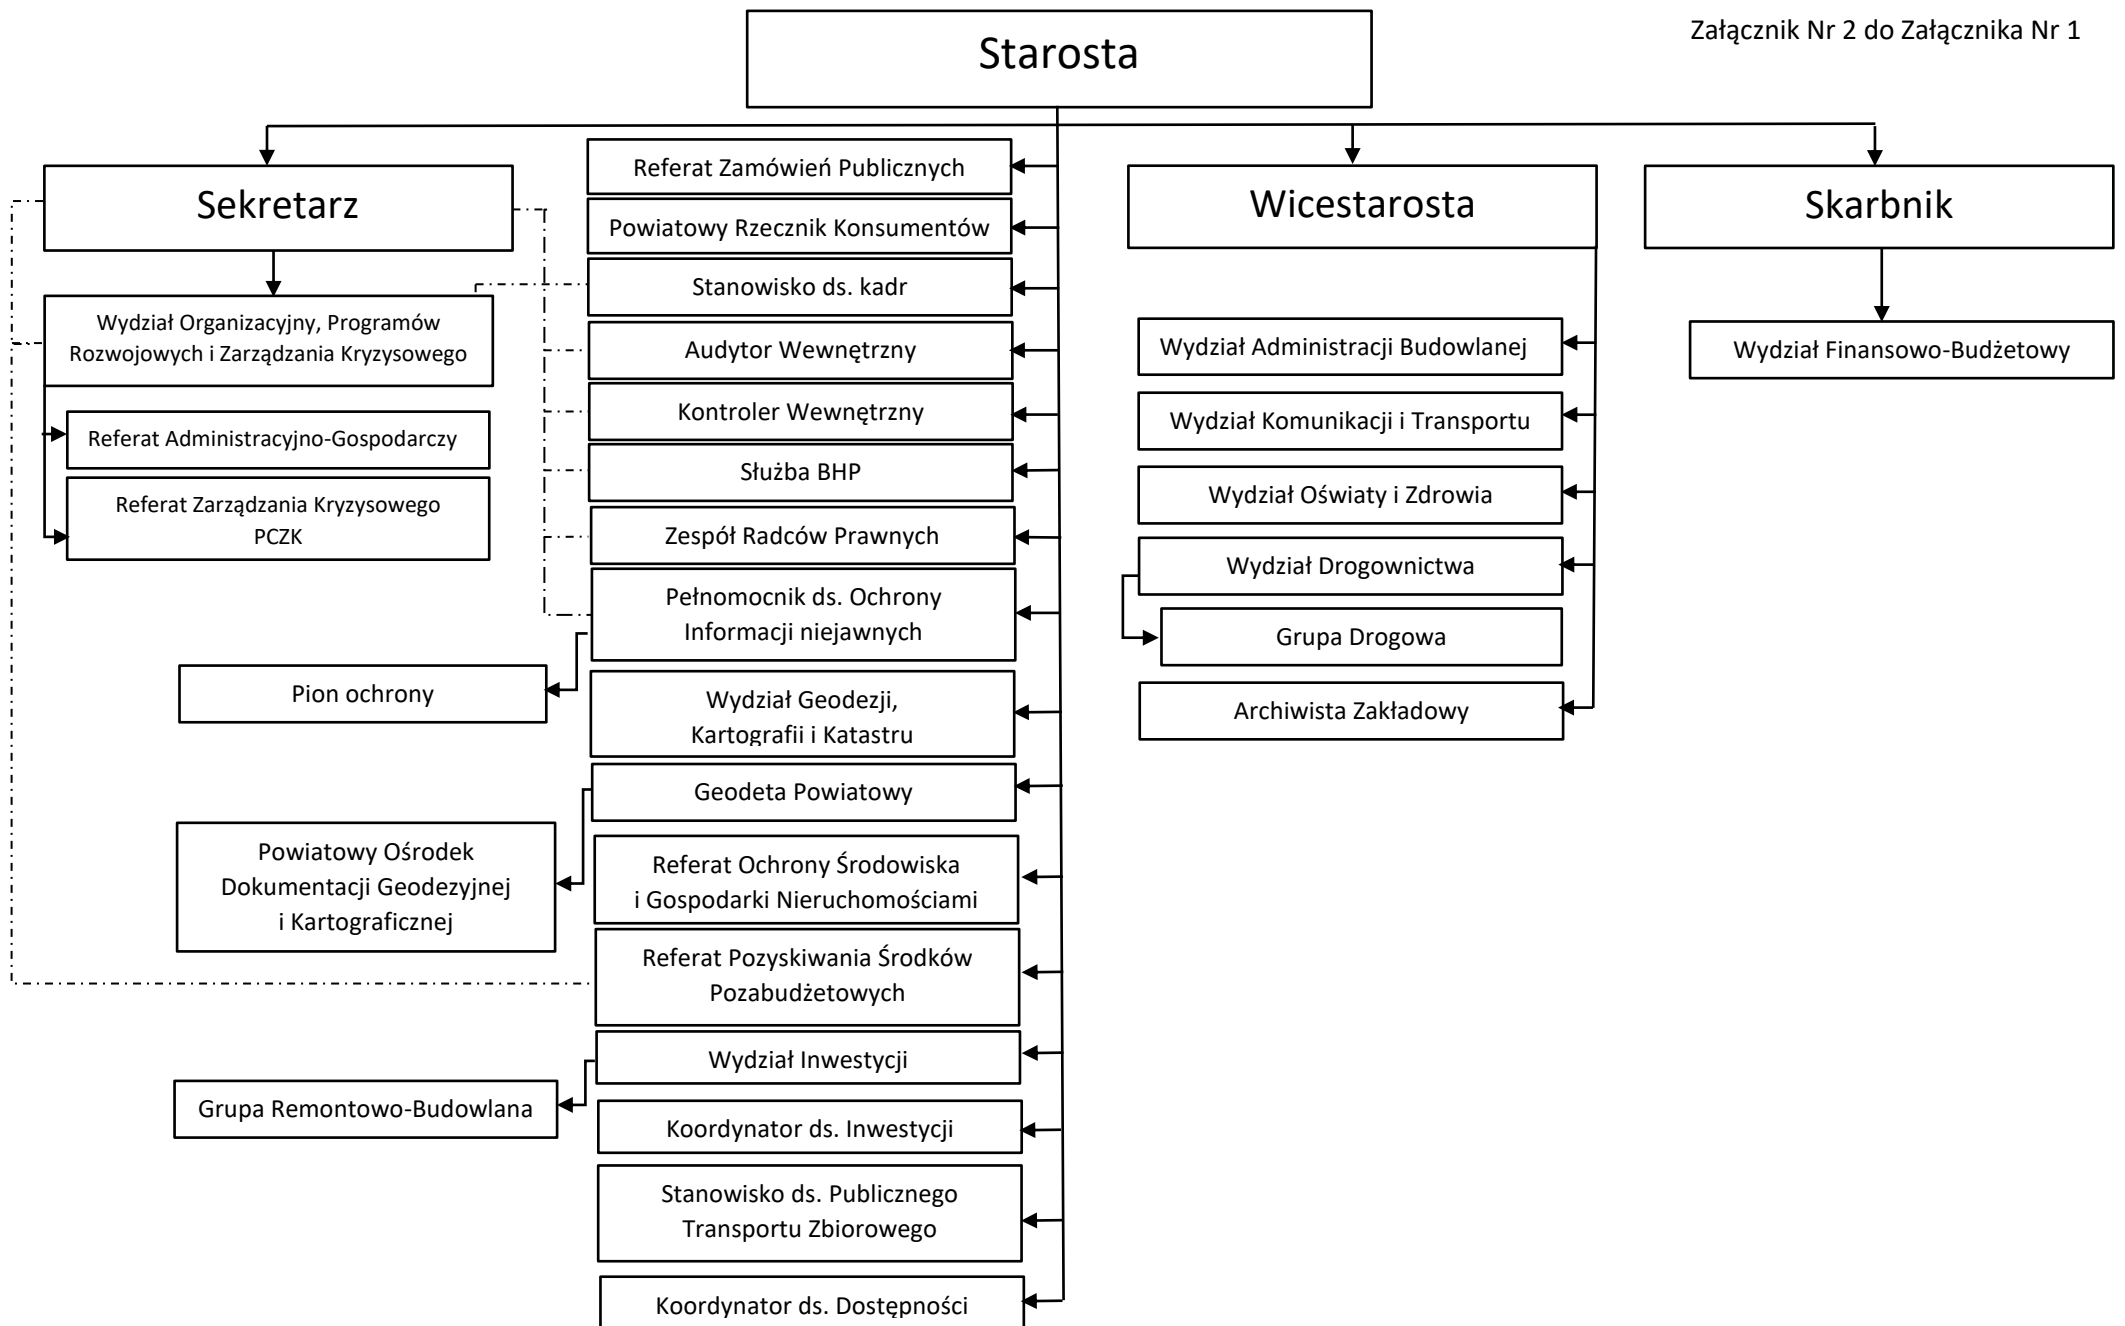 Załącznik Nr 2 do Załącznika Nr 1
Starosta
Sekretarz
Wydział Organizacyjny, Programów
Rozwojowych i Zarządzania Kryzysowego
Referat Administracyjno-Gospodarczy
Referat Zarządzania Kryzysowego
PCZK
Referat Zamówień Publicznych
Powiatowy Rzecznik Konsumentów
Stanowisko ds. kadr
Audytor Wewnętrzny
Kontroler Wewnętrzny
Służba BHP
Zespół Radców Prawnych
Pełnomocnik ds. Ochrony
Informacji niejawnych
Pion ochrony
Wydział Geodezji,
Kartografii i Katastru
Geodeta Powiatowy
Powiatowy Ośrodek
Dokumentacji Geodezyjnej
i Kartograficznej
Referat Ochrony Środowiska
i Gospodarki Nieruchomościami
Referat Pozyskiwania Środków
Pozabudżetowych
Wydział Inwestycji
Grupa Remontowo-Budowlana
Koordynator ds. Inwestycji
Stanowisko ds. Publicznego
Transportu Zbiorowego
Koordynator ds. Dostępności
Wicestarosta
Wydział Administracji Budowlanej
Wydział Komunikacji i Transportu
Wydział Oświaty i Zdrowia
Wydział Drogownictwa
Grupa Drogowa
Archiwista Zakładowy
Skarbnik
Wydział Finansowo-Budżetowy